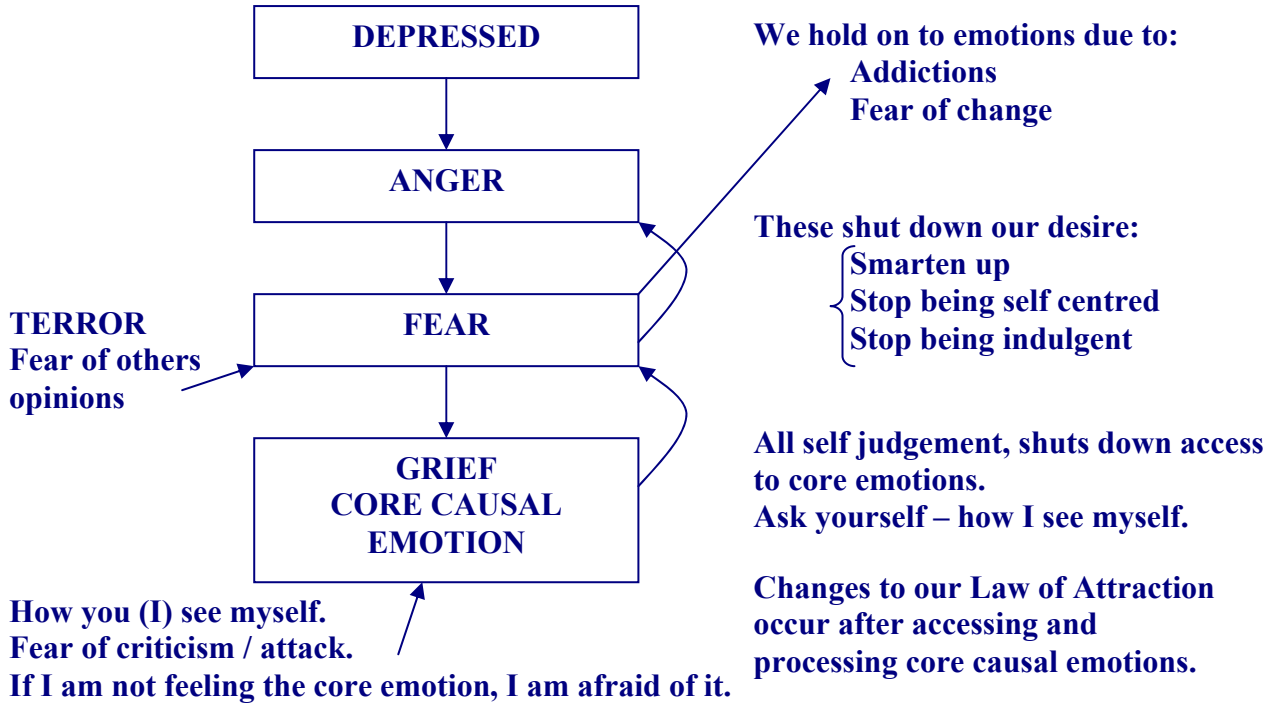 DEPRESSED
ANGER
FEAR
TERROR
Fear of others
opinions
GRIEF
CORE CAUSAL
EMOTION
How you (I) see myself.
Fear of criticism / attack.
If I am not feeling the core emotion, I am afraid of it.
We hold on to emotions due to:
Addictions
Fear of change
These shut down our desire:
Smarten up
Stop being self centred
Stop being indulgent
All self judgement, shuts down access
to core emotions.
Ask yourself – how I see myself.
Changes to our Law of Attraction
occur after accessing and
processing core causal emotions.